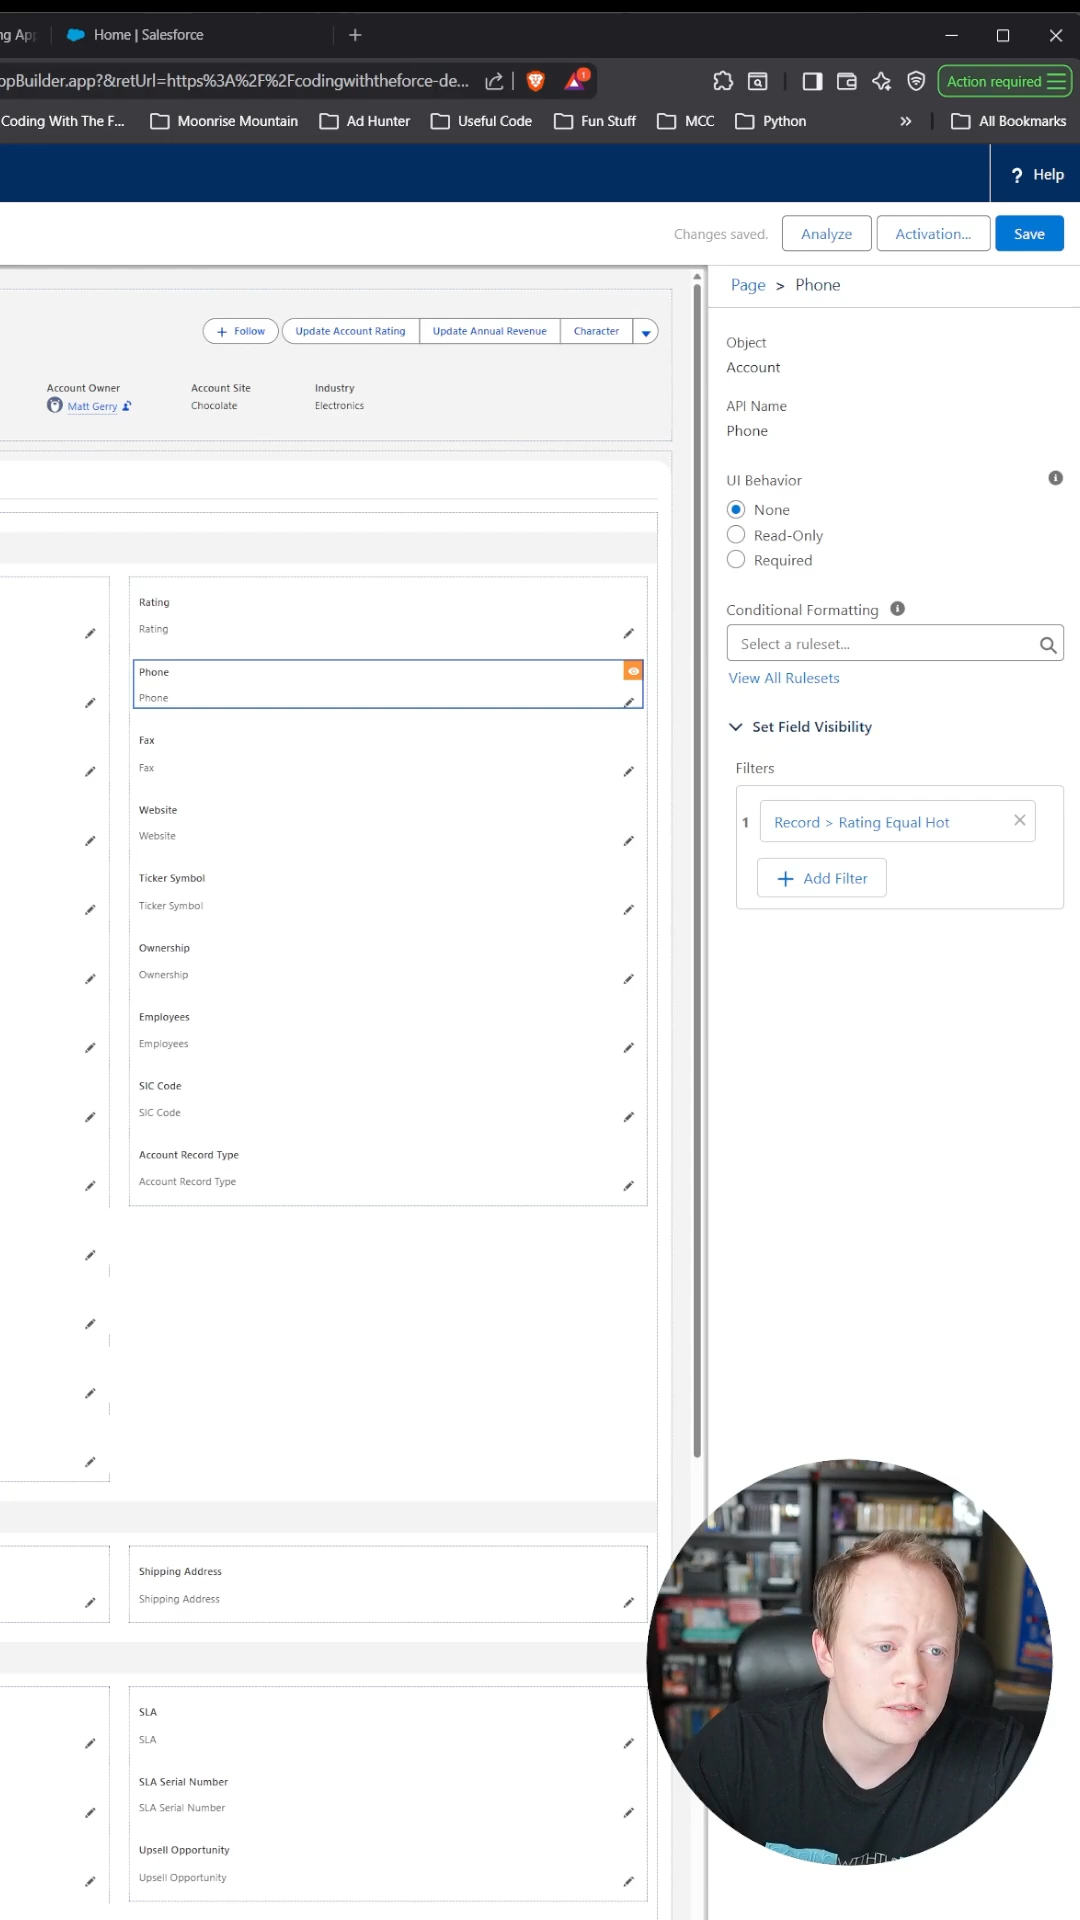 ng App
Home | Salesforce
ppBuilder.app?&retUrl=https%3A%2F%2Fcodingwiththeforce-de...
1
Action required
Coding With The F...
Moonrise Mountain
Ad Hunter
Useful Code
Fun Stuff
MCC
Python
»
All Bookmarks
? Help
Changes saved.
Analyze
Activation...
Save
Page > Phone
Follow
Update Account Rating
Update Annual Revenue
Character
Account Owner
Matt Gerry
Account Site
Chocolate
Industry
Electronics
Object
Account
API Name
Phone
UI Behavior
None
Read-Only
Required
Conditional Formatting
Select a ruleset...
View All Rulesets
Set Field Visibility
Filters
1
Record > Rating Equal Hot
Add Filter
Rating
Rating
Phone
Phone
Fax
Fax
Website
Website
Ticker Symbol
Ticker Symbol
Ownership
Ownership
Employees
Employees
SIC Code
SIC Code
Account Record Type
Account Record Type
Shipping Address
Shipping Address
SLA
SLA
SLA Serial Number
SLA Serial Number
Upsell Opportunity
Upsell Opportunity